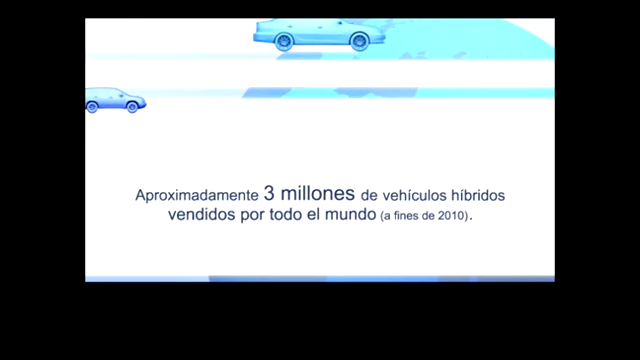 Aproximadamente 3 millones de vehículos híbridos
vendidos por todo el mundo (a fines de 2010).